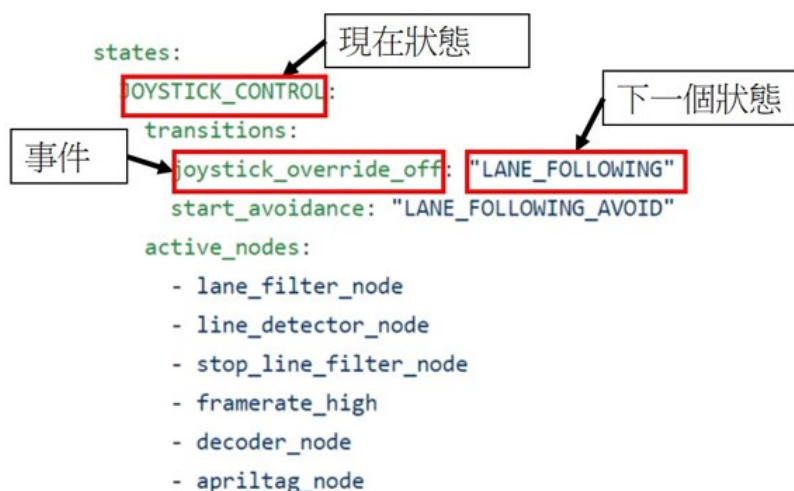 現在狀態
states:
JOYSTICK_CONTROL:
下一個狀態
transitions:
事件
joystick_override_off: "LANE_FOLLOWING"
start_avoidance: "LANE_FOLLOWING_AVOID"
active_nodes:
- lane_filter_node
- line_detector_node
- stop_line_filter_node
- framerate_high
- decoder_node
- apriltag_node